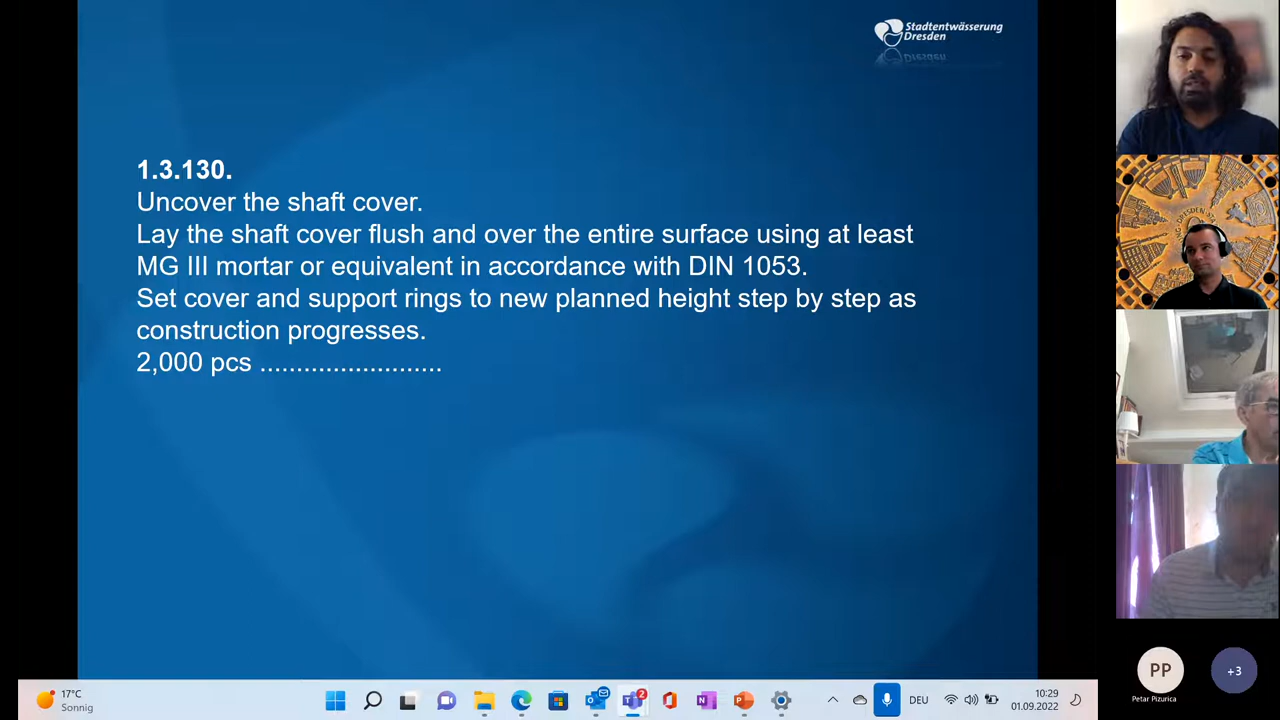 Stadtentwässerung
Dresden
1.3.130.
Uncover the shaft cover.
Lay the shaft cover flush and over the entire surface using at least
MG III mortar or equivalent in accordance with DIN 1053.
Set cover and support rings to new planned height step by step as
construction progresses.
2,000 pcs .........................
PP
Petar Pizurica
+3
17°C
Sonnig
2
DEU
10:29
01.09.2022